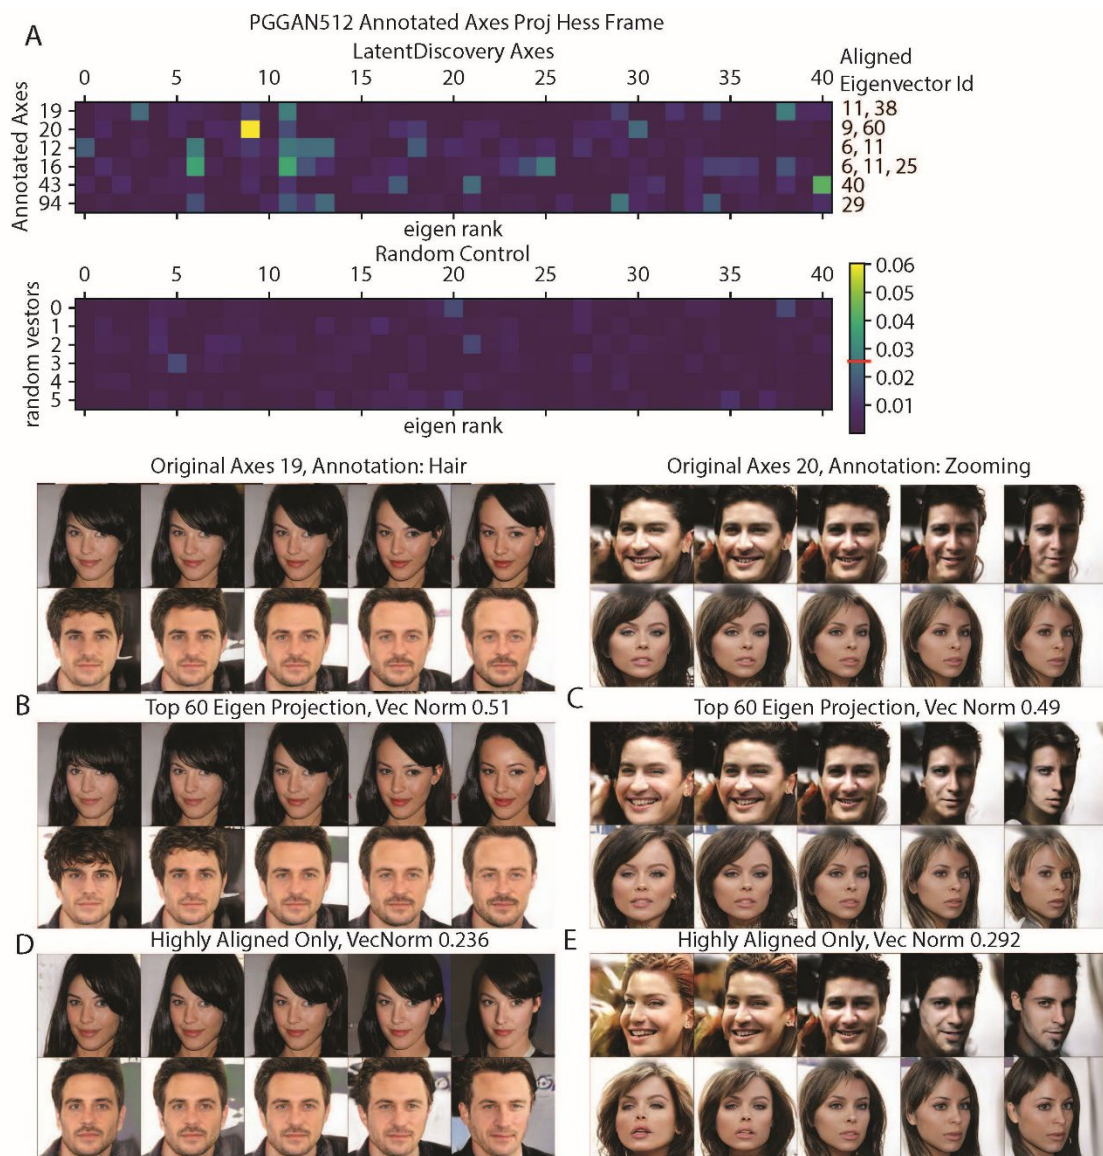 A
PGGAN512 Annotated Axes Proj Hess Frame
LatentDiscovery Axes
0 5 10 15 20 25 30 35 40
Aligned
Eigenvector Id
Annotated Axes
19 11, 38
20 9, 60
12 6, 11
16 6, 11, 25
43 40
94 29
eigen rank
Random Control
0 5 10 15 20 25 30 35 40
random vestors
0
1
2
3
4
5
eigen rank
0.06
0.05
0.04
0.03
0.02
0.01
Original Axes 19, Annotation: Hair
Original Axes 20, Annotation: Zooming
B
Top 60 Eigen Projection, Vec Norm 0.51
C
Top 60 Eigen Projection, Vec Norm 0.49
D
Highly Aligned Only, VecNorm 0.236
E
Highly Aligned Only, Vec Norm 0.292